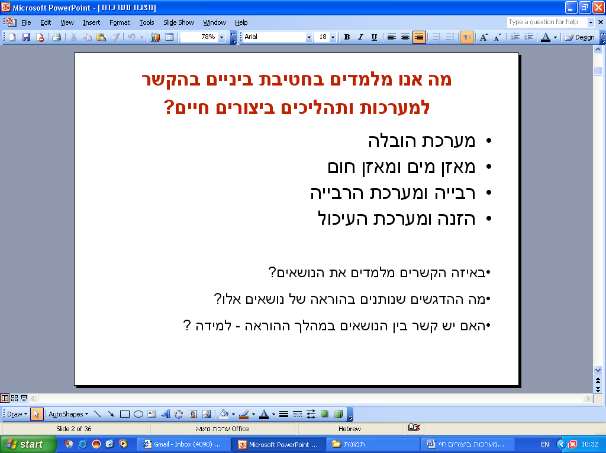 Microsoft PowerPoint - [מצגת מערכות]
File Edit View Insert Format Tools Slide Show Window Help
Type a question for help
78% Arial 18 B I U A A A Design
מה אנו מלמדים בחטיבת ביניים בהקשר
למערכות ותהליכים ביצורים חיים?
• מערכת הובלה
• מאזן מים ומאזן חום
• רבייה ומערכת הרבייה
• הזנה ומערכת העיכול
•באיזה הקשרים מלמדים את הנושאים?
•מה ההדגשים שנותנים בהוראה של נושאים אלו?
•האם יש קשר בין הנושאים במהלך ההוראה - למידה ?
Draw AutoShapes
Slide 2 of 36 ערכת נושא Office Hebrew
start Gmail - Inbox (4090) ... Microsoft PowerPoint ... תמונות מערכות ביצורים חיי... EN 10:32